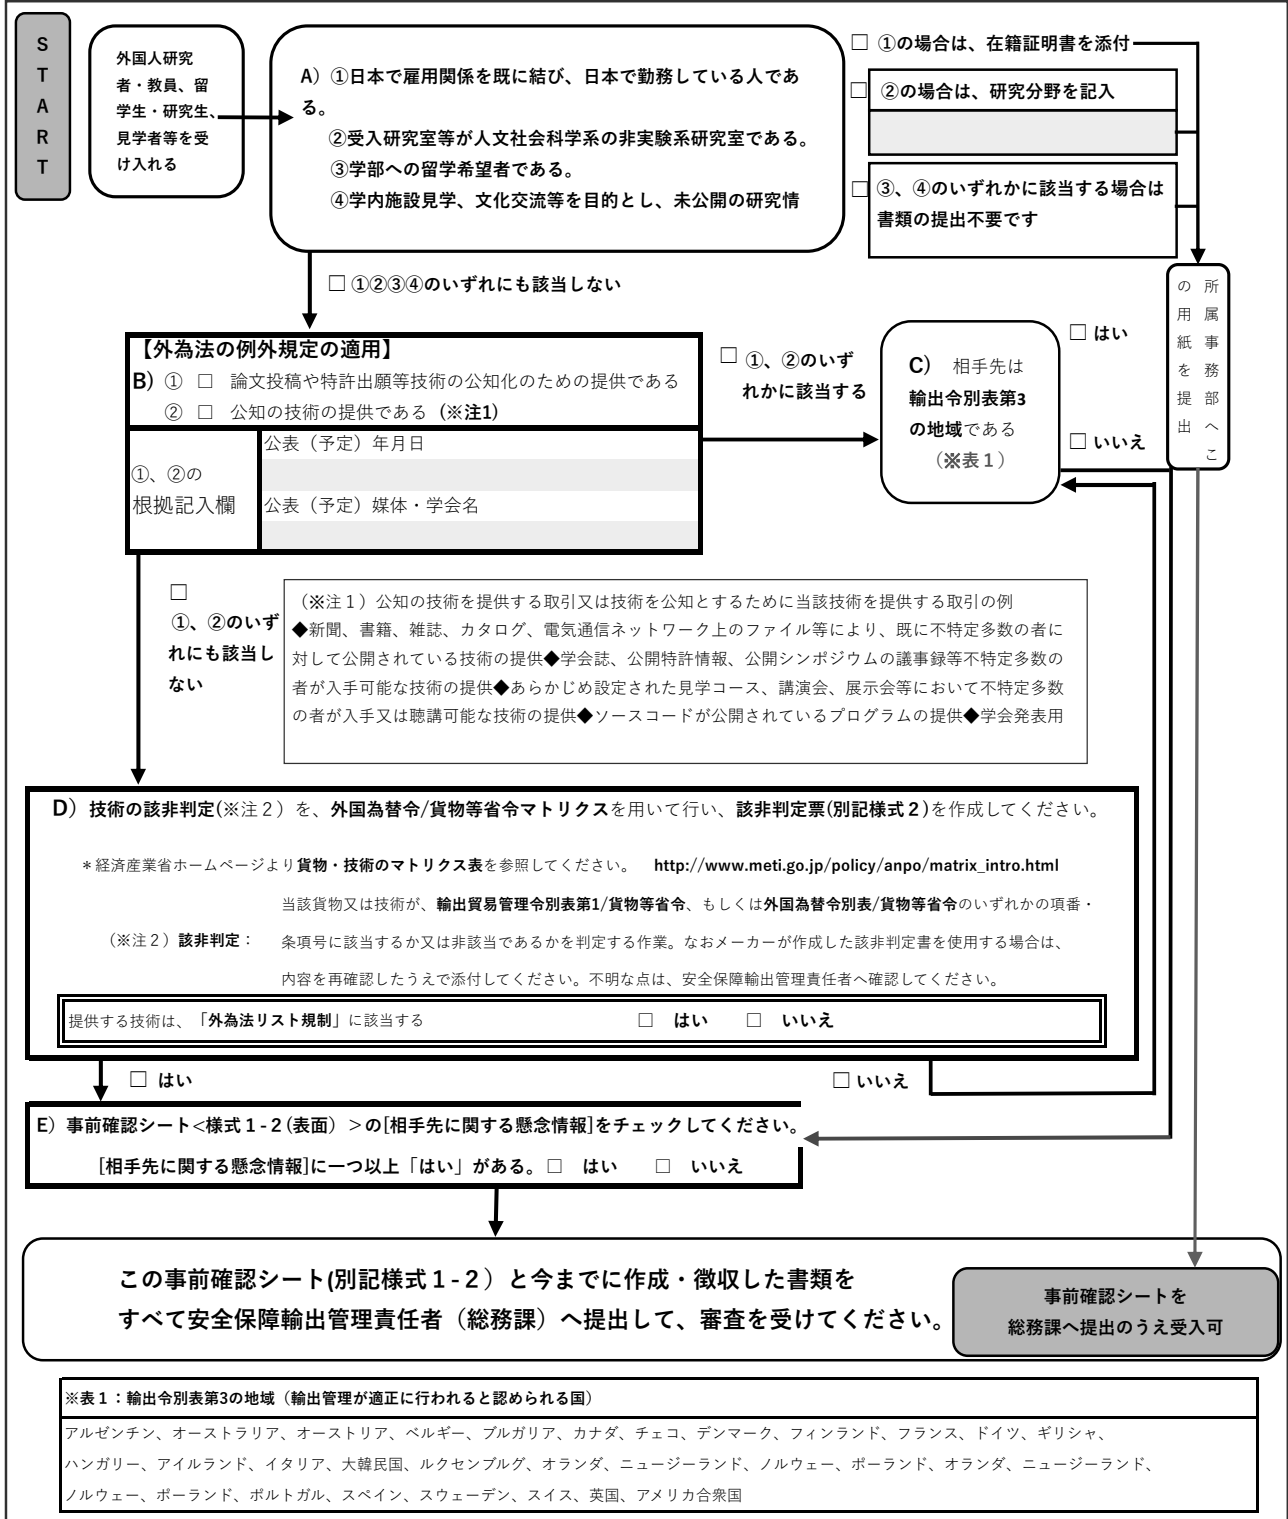 START
外国人研究
者・教員、留
学生・研究生、
見学者等を受
け入れる
A）①日本で雇用関係を既に結び、日本で勤務している人であ
る。
②受入研究室等が人文社会科学系の非実験系研究室である。
③学部への留学希望者である。
④学内施設見学、文化交流等を目的とし、未公開の研究情
□ ①の場合は、在籍証明書を添付
□ ②の場合は、研究分野を記入
□ ③、④のいずれかに該当する場合は
書類の提出不要です
□ ①②③④のいずれにも該当しない
所属事務部へこ
の用紙を提出
【外為法の例外規定の適用】
B）① □ 論文投稿や特許出願等技術の公知化のための提供である
② □ 公知の技術の提供である（※注1）
①、②の
根拠記入欄
公表（予定）年月日
公表（予定）媒体・学会名
□ ①、②のいず
れかに該当する
C） 相手先は
輸出令別表第3
の地域である
（※表１）
□ はい
□ いいえ
□
①、②のいず
れにも該当し
ない
（※注１）公知の技術を提供する取引又は技術を公知とするために当該技術を提供する取引の例
◆新聞、書籍、雑誌、カタログ、電気通信ネットワーク上のファイル等により、既に不特定多数の者に
対して公開されている技術の提供◆学会誌、公開特許情報、公開シンポジウムの議事録等不特定多数の
者が入手可能な技術の提供◆あらかじめ設定された見学コース、講演会、展示会等において不特定多数
の者が入手又は聴講可能な技術の提供◆ソースコードが公開されているプログラムの提供◆学会発表用
D）技術の該非判定(※注２）を、外国為替令/貨物等省令マトリクスを用いて行い、該非判定票(別記様式２)を作成してください。
＊経済産業省ホームページより貨物・技術のマトリクス表を参照してください。 http://www.meti.go.jp/policy/anpo/matrix_intro.html
当該貨物又は技術が、輸出貿易管理令別表第1/貨物等省令、もしくは外国為替令別表/貨物等省令のいずれかの項番・
（※注２）該非判定： 条項号に該当するか又は非該当であるかを判定する作業。なおメーカーが作成した該非判定書を使用する場合は、
内容を再確認したうえで添付してください。不明な点は、安全保障輸出管理責任者へ確認してください。
提供する技術は、「外為法リスト規制」に該当する □ はい □ いいえ
□ はい
□ いいえ
E）事前確認シート<様式１-２(表面）＞の[相手先に関する懸念情報]をチェックしてください。
[相手先に関する懸念情報]に一つ以上「はい」がある。□ はい □ いいえ
この事前確認シート(別記様式１-２）と今までに作成・徴収した書類を
すべて安全保障輸出管理責任者（総務課）へ提出して、審査を受けてください。
事前確認シートを
総務課へ提出のうえ受入可
※表１：輸出令別表第3の地域（輸出管理が適正に行われると認められる国）
アルゼンチン、オーストラリア、オーストリア、ベルギー、ブルガリア、カナダ、チェコ、デンマーク、フィンランド、フランス、ドイツ、ギリシャ、
ハンガリー、アイルランド、イタリア、大韓民国、ルクセンブルグ、オランダ、ニュージーランド、ノルウェー、ポーランド、オランダ、ニュージーランド、
ノルウェー、ポーランド、ポルトガル、スペイン、スウェーデン、スイス、英国、アメリカ合衆国